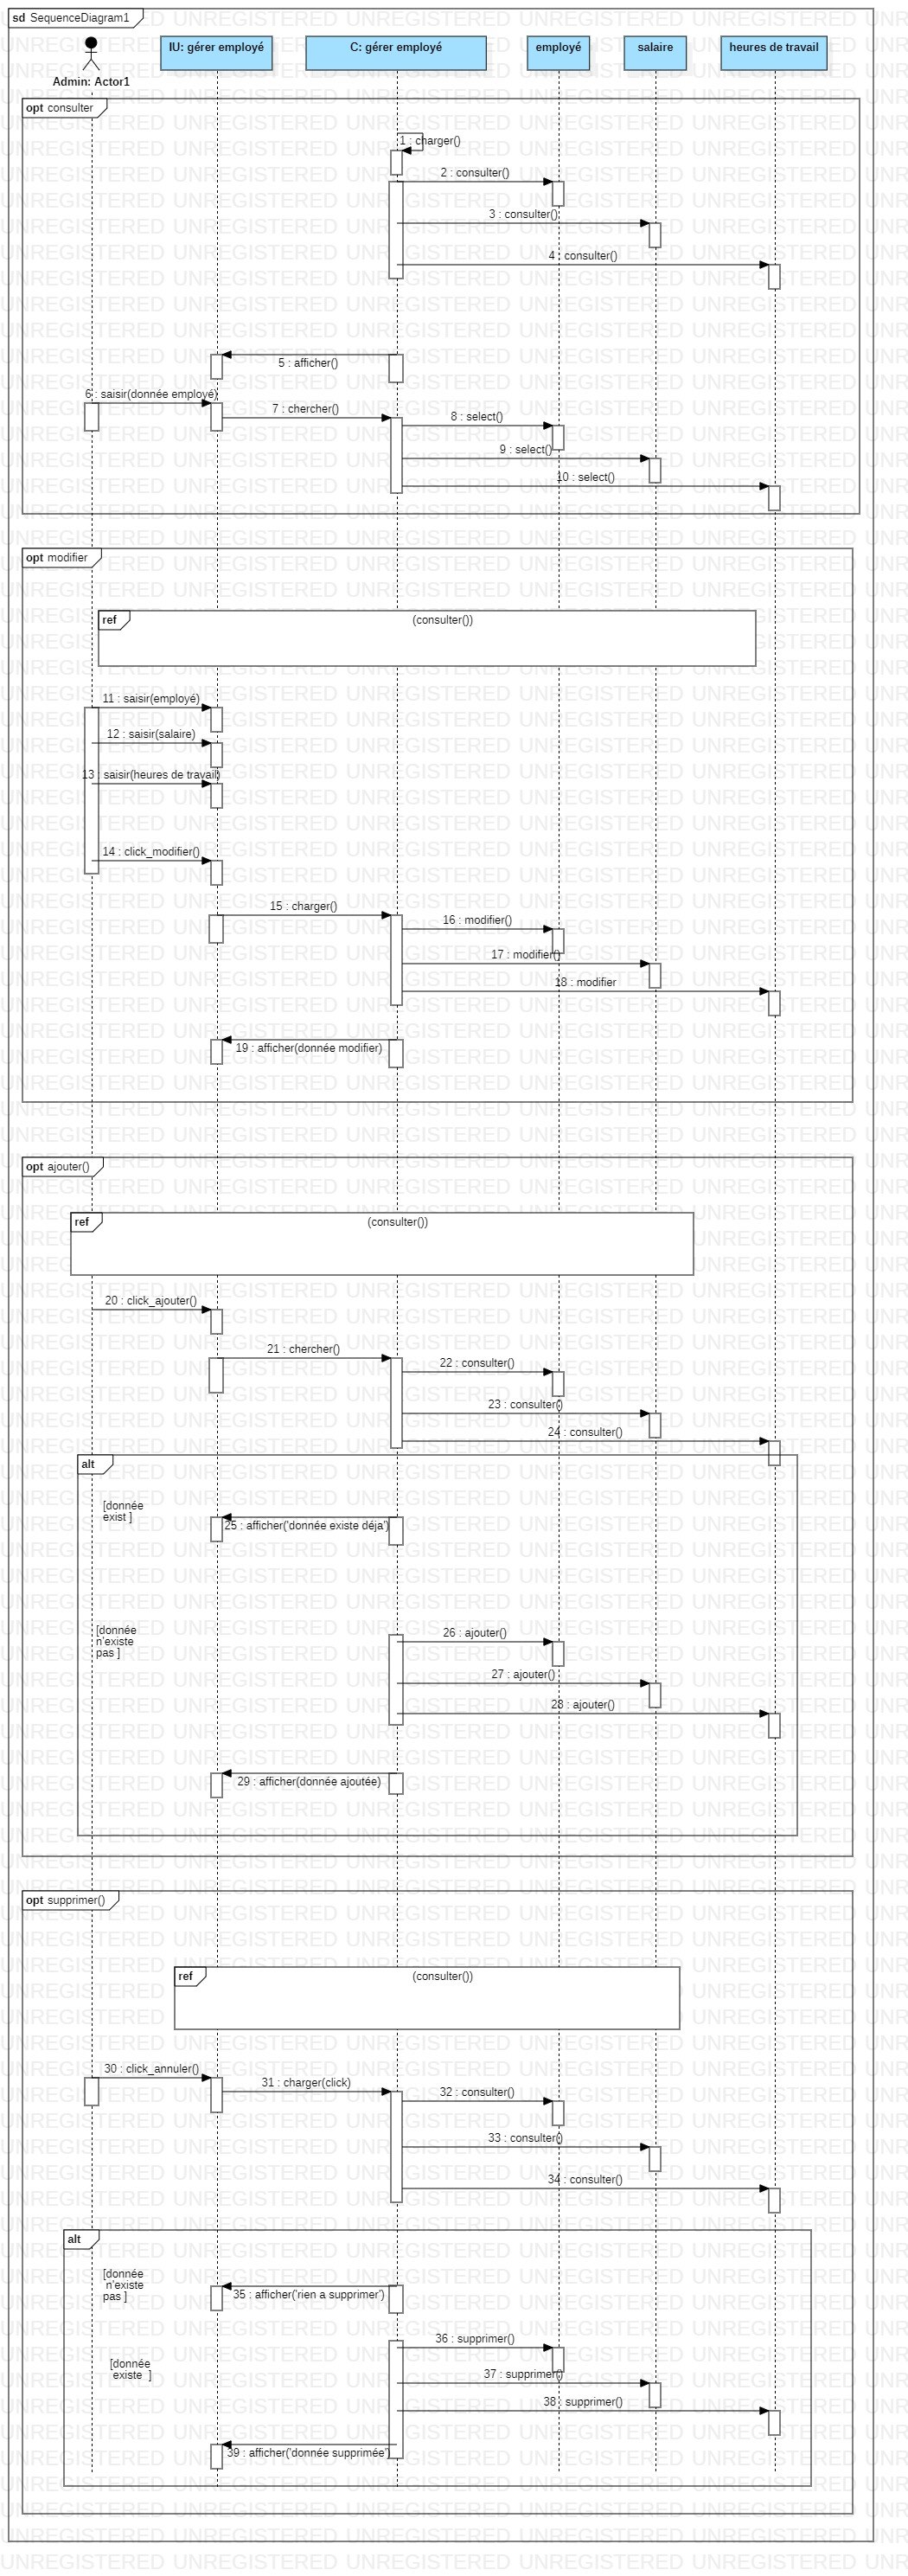 sd SequenceDiagram1
IU: gérer employé
C: gérer employé
employé
salaire
heures de travail
Admin: Actor1
opt consulter
1 : charger()
2 : consulter()
3 : consulter()
4 : consulter()
5 : afficher()
6 : saisir(donnée employé)
7 : chercher()
8 : select()
9 : select()
10 : select()
opt modifier
ref
(consulter())
11 : saisir(employé)
12 : saisir(salaire)
13 : saisir(heures de travail)
14 : click_modifier()
15 : charger()
16 : modifier()
17 : modifier()
18 : modifier
19 : afficher(donnée modifier)
opt ajouter()
ref
(consulter())
20 : click_ajouter()
21 : chercher()
22 : consulter()
23 : consulter()
24 : consulter()
alt
[donnée
exist ]
25 : afficher('donnée existe déja')
[donnée
n'existe
pas ]
26 : ajouter()
27 : ajouter()
28 : ajouter()
29 : afficher(donnée ajoutée)
opt supprimer()
ref
(consulter())
30 : click_annuler()
31 : charger(click)
32 : consulter()
33 : consulter()
34 : consulter()
alt
[donnée
n'existe
pas ]
35 : afficher('rien a supprimer')
36 : supprimer()
[donnée
existe ]
37 : supprimer()
38 : supprimer()
39 : afficher('donnée supprimée')
UNREGISTERED